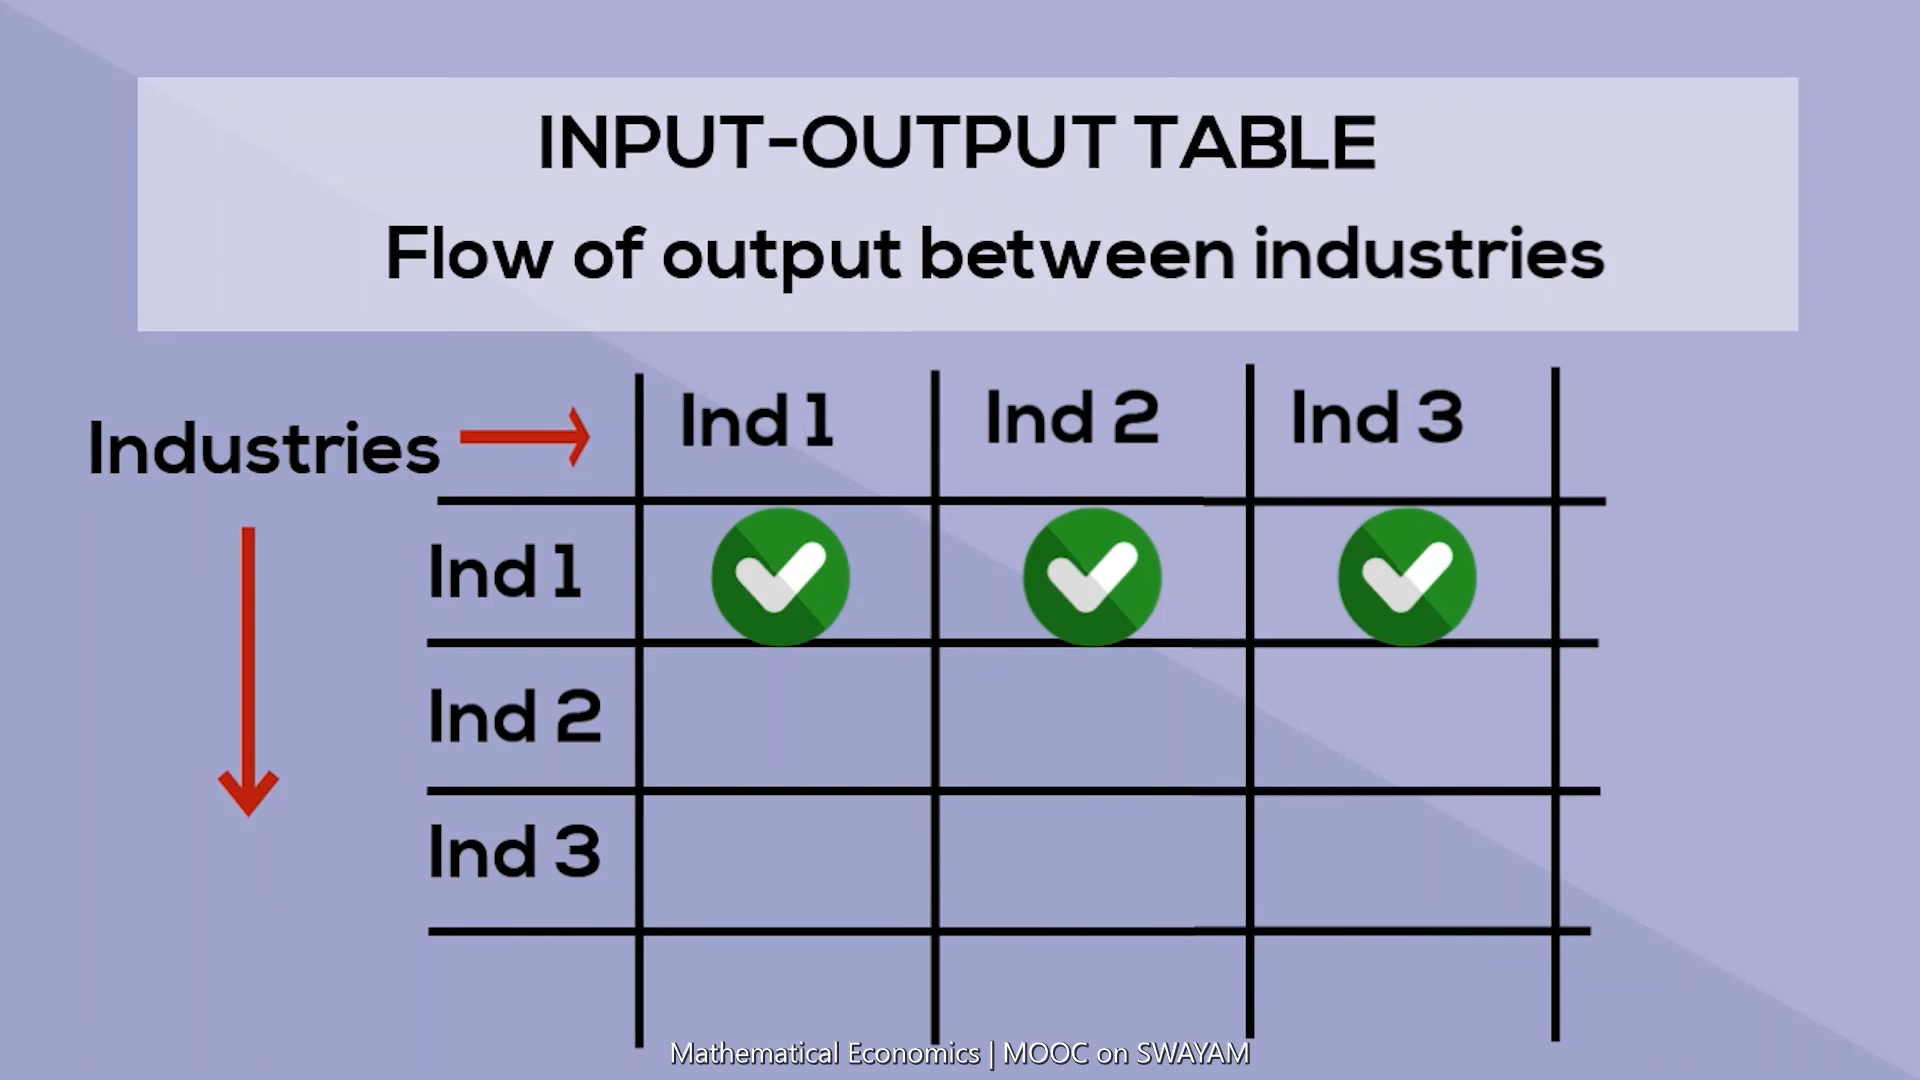 INPUT-OUTPUT TABLE
Flow of output between industries
Industries
Ind 1 Ind 2 Ind 3
Ind 1
Ind 2
Ind 3
Mathematical Economics | MOOC on SWAYAM